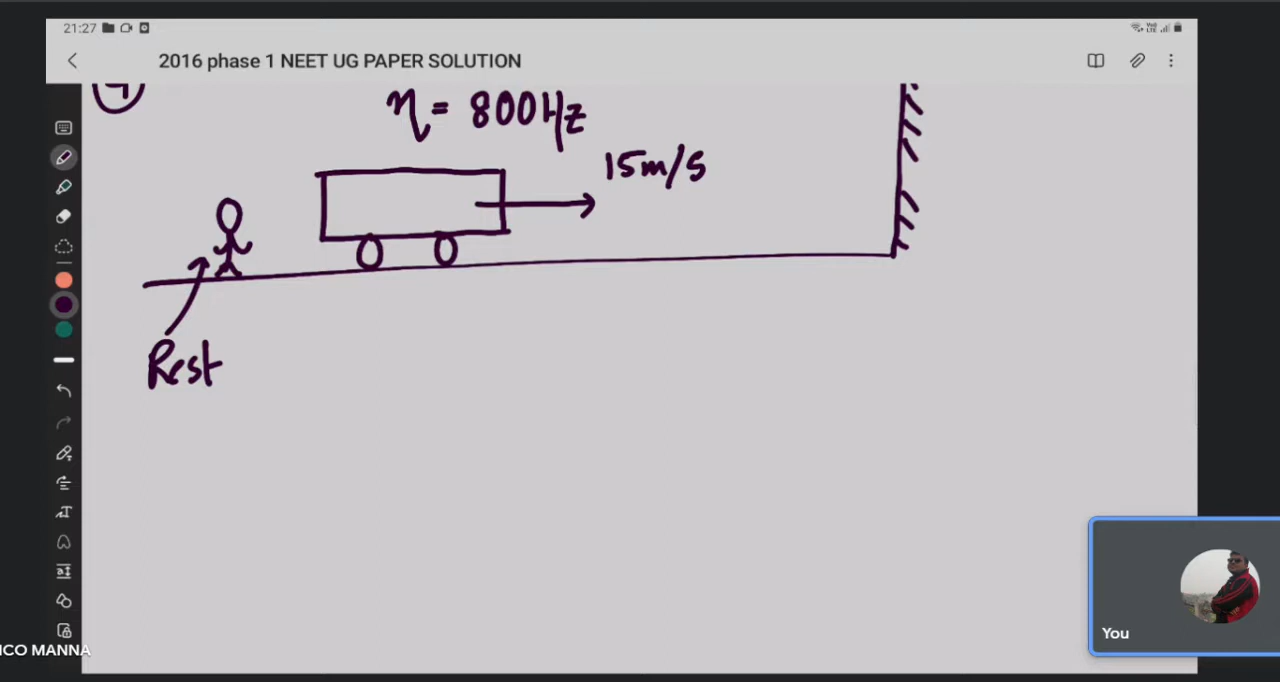 21:27
2016 phase 1 NEET UG PAPER SOLUTION
η = 800Hz
15m/s
Rest
You
CO MANNA